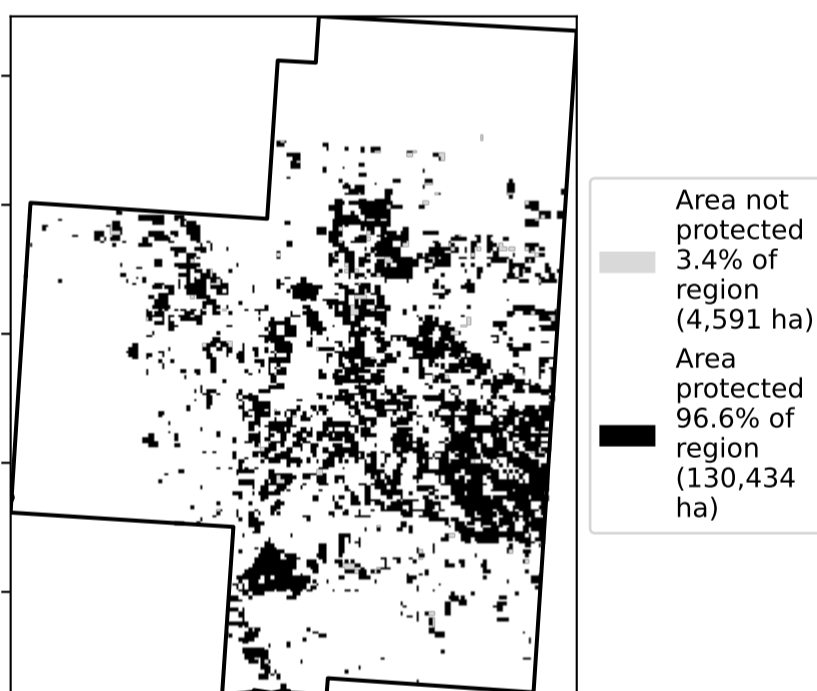 Area not
protected
3.4% of
region
(4,591 ha)
Area
protected
96.6% of
region
(130,434
ha)